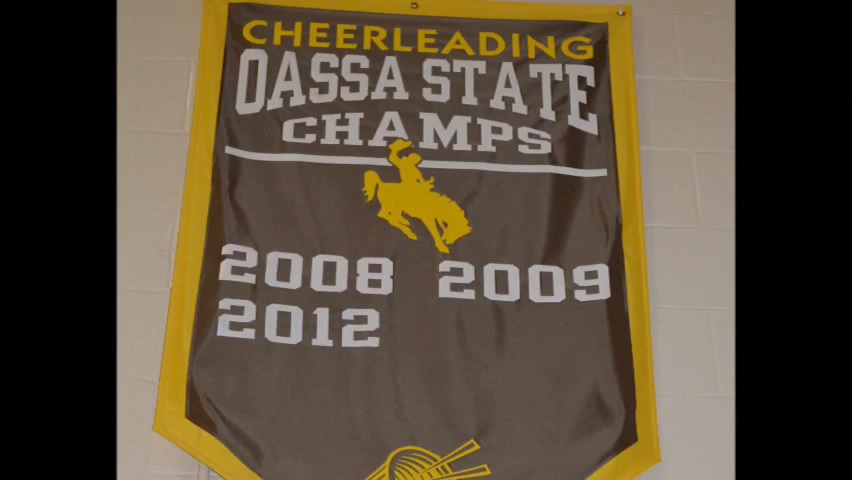 CHEERLEADING
OASSA STATE
CHAMPS
2008 2009
2012